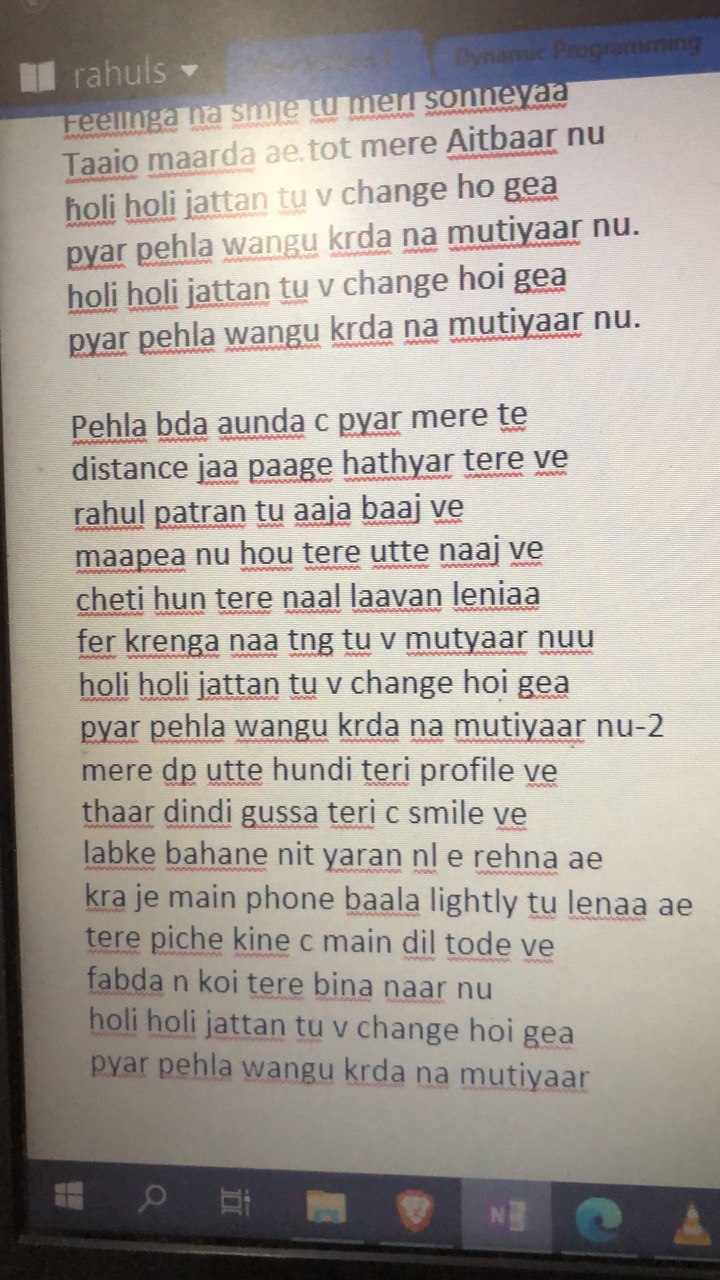 rahuls
Dynamic Programming
Feelinga na smje tu meri sohneyaa
Taaio maarda ae tot mere Aitbaar nu
holi holi jattan tu v change ho gea
pyar pehla wangu krda na mutiyaar nu.
holi holi jattan tu v change hoi gea
pyar pehla wangu krda na mutiyaar nu.
Pehla bda aunda c pyar mere te
distance jaa paage hathyar tere ve
rahul patran tu aaja baaj ve
maapea nu hou tere utte naaj ve
cheti hun tere naal laavan leniaa
fer krenga naa tng tu v mutyaar nuu
holi holi jattan tu v change hoi gea
pyar pehla wangu krda na mutiyaar nu-2
mere dp utte hundi teri profile ve
thaar dindi gussa teri c smile ve
labke bahane nit yaran nl e rehna ae
kra je main phone baala lightly tu lenaa ae
tere piche kine c main dil tode ve
fabda n koi tere bina naar nu
holi holi jattan tu v change hoi gea
pyar pehla wangu krda na mutiyaar
N